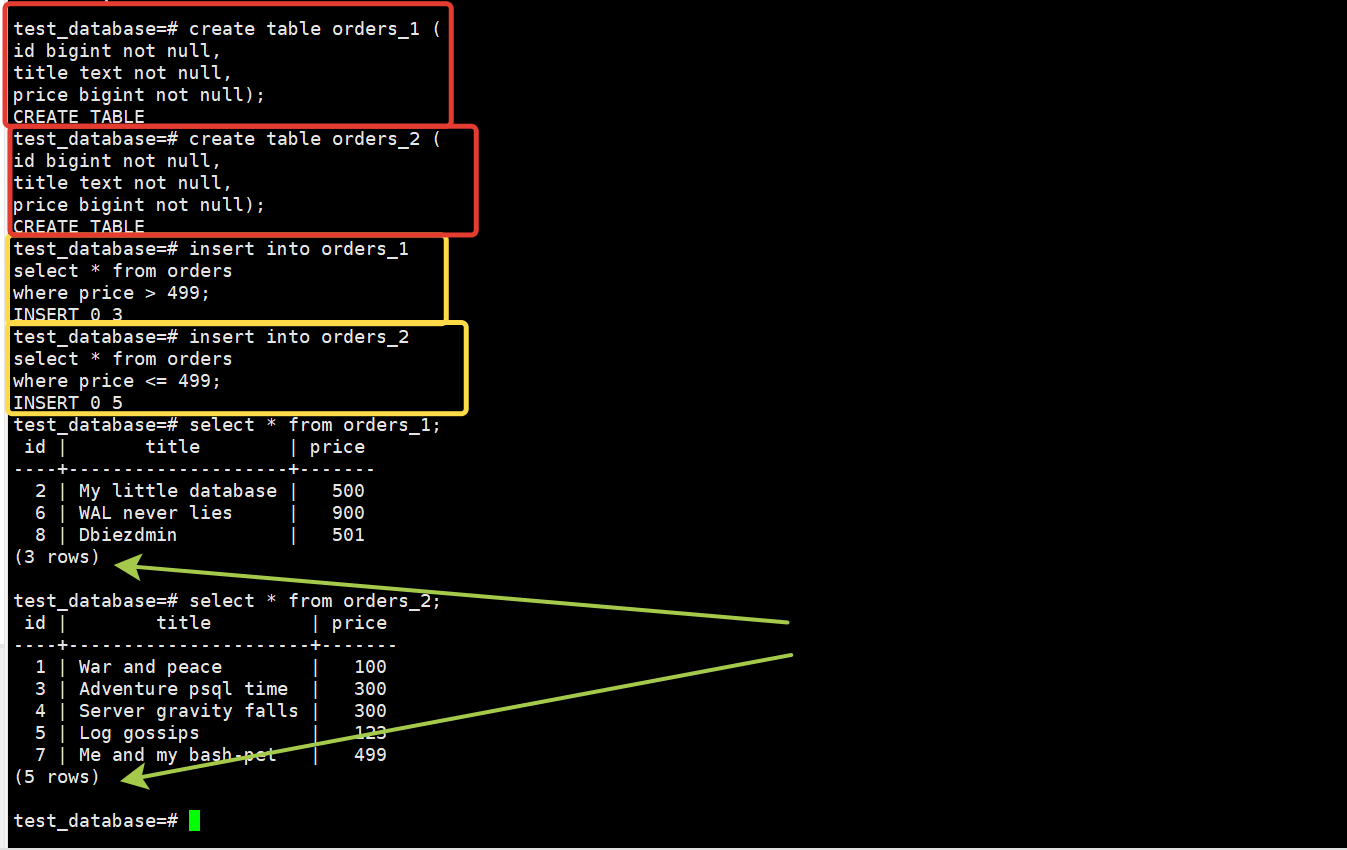 test_database=# create table orders_1 (
id bigint not null,
title text not null,
price bigint not null);
CREATE TABLE
test_database=# create table orders_2 (
id bigint not null,
title text not null,
price bigint not null);
CREATE TABLE
test_database=# insert into orders_1
select * from orders
where price > 499;
INSERT 0 3
test_database=# insert into orders_2
select * from orders
where price <= 499;
INSERT 0 5
test_database=# select * from orders_1;
 id |       title        | price
----+--------------------+-------
  2 | My little database |   500
  6 | WAL never lies     |   900
  8 | Dbiezdmin          |   501
(3 rows)
test_database=# select * from orders_2;
 id |        title         | price
----+----------------------+-------
  1 | War and peace        |   100
  3 | Adventure psql time  |   300
  4 | Server gravity falls |   300
  5 | Log gossips          |   123
  7 | Me and my bash-pet   |   499
(5 rows)
test_database=#